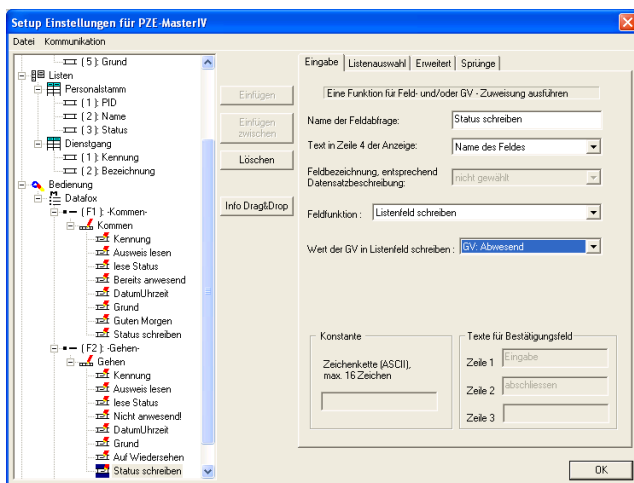 Setup Einstellungen für PZE-MasterIV
Datei Kommunikation
( 5 ): Grund
Listen
Personalstamm
( 1 ): PID
( 2 ): Name
( 3 ): Status
Dienstgang
( 1 ): Kennung
( 2 ): Bezeichnung
Bedienung
Datafox
( F1 ): -Kommen-
Kommen
Kennung
Ausweis lesen
lese Status
Bereits anwesend
DatumUhrzeit
Grund
Guten Morgen
Status schreiben
( F2 ): -Gehen-
Gehen
Kennung
Ausweis lesen
lese Status
Nicht anwesend!
DatumUhrzeit
Grund
Auf Wiedersehen
Status schreiben
Einfügen
Einfügen
zwischen
Löschen
Info Drag&Drop
Eingabe Listenauswahl Erweitert Sprünge
Eine Funktion für Feld- und/oder GV - Zuweisung ausführen
Name der Feldabfrage: Status schreiben
Text in Zeile 4 der Anzeige: Name des Feldes
Feldbezeichnung, entsprechend
Datensatzbeschreibung: nicht gewählt
Feldfunktion : Listenfeld schreiben
Wert der GV in Listenfeld schreiben : GV: Abwesend
Konstante
Zeichenkette (ASCII),
max. 16 Zeichen
Texte für Bestätigungsfeld
Zeile 1 Eingabe
Zeile 2 abschliessen
Zeile 3
OK